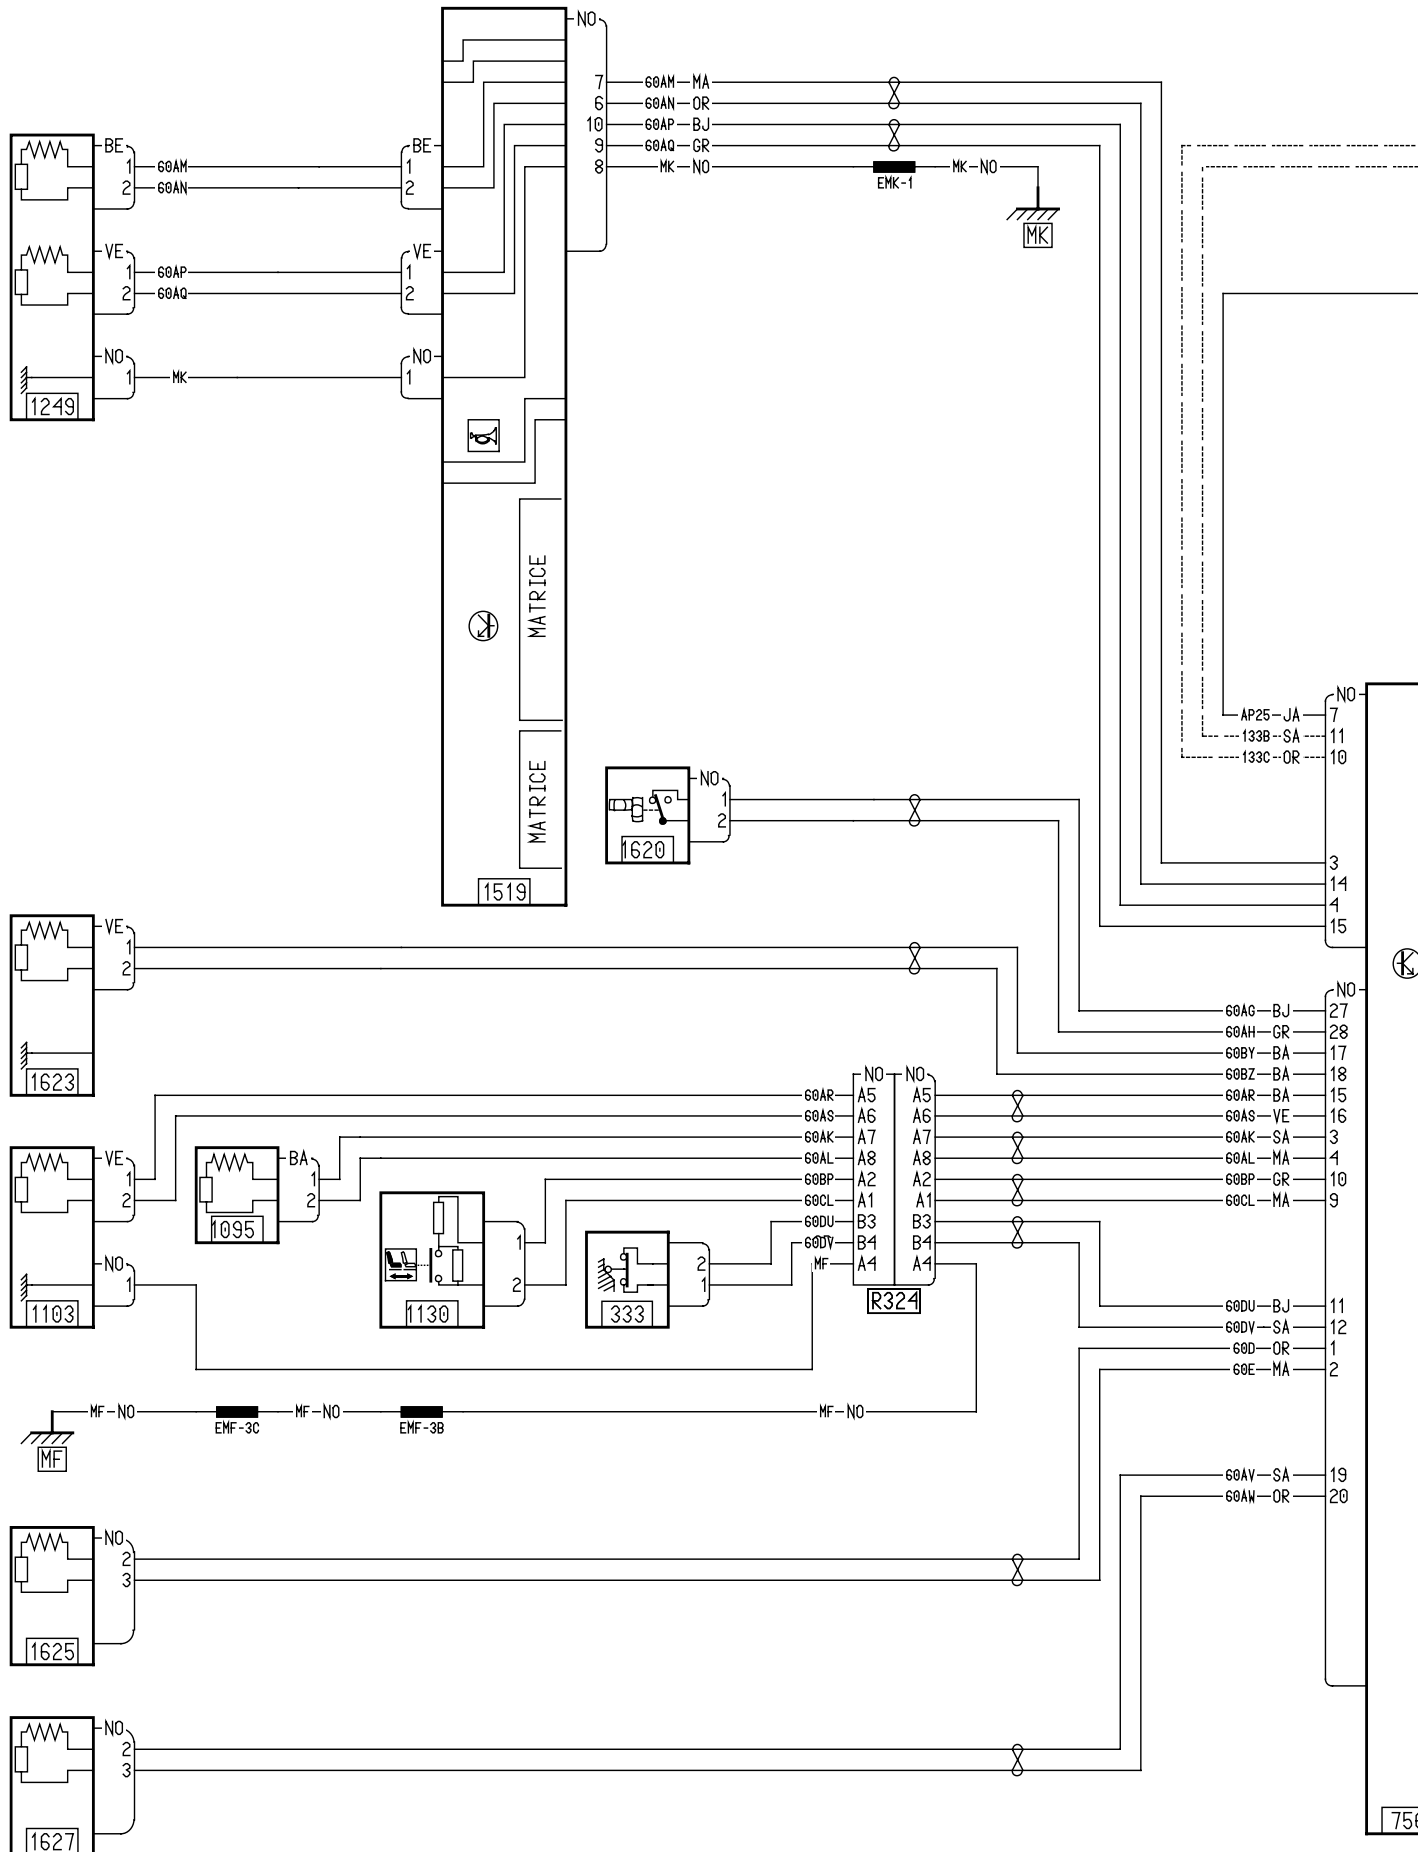 NO
7 60AM MA
6 60AN OR
10 60AP BJ
9 60AQ GR
8 MK NO EMK-1 MK NO
MK
BE BE
1 60AM 1
2 60AN 2
VE VE
1 60AP 1
2 60AQ 2
NO NO
1 MK 1
1249
MATRICE
MATRICE
1519
NO
AP25 JA 7
133B SA 11
133C OR 10
NO
1
2
1620
3
14
4
15
VE
1
2
1623
NO
60AG BJ 27
60AH GR 28
60BY BA 17
60BZ BA 18
NO NO
60AR A5 A5 60AR BA 15
60AS A6 A6 60AS VE 16
60AK A7 A7 60AK SA 3
60AL A8 A8 60AL MA 4
60BP A2 A2 60BP GR 10
60CL A1 A1 60CL MA 9
60DU B3 B3
60DV B4 B4
MF A4 A4
R324
VE
1
2
NO
1
1103
BA
1
2
1095
1
2
1130
2
1
333
60DU BJ 11
60DV SA 12
60D OR 1
60E MA 2
MF NO EMF-3C MF NO EMF-3B MF NO
MF
60AV SA 19
60AW OR 20
NO
2
3
1625
NO
2
3
1627